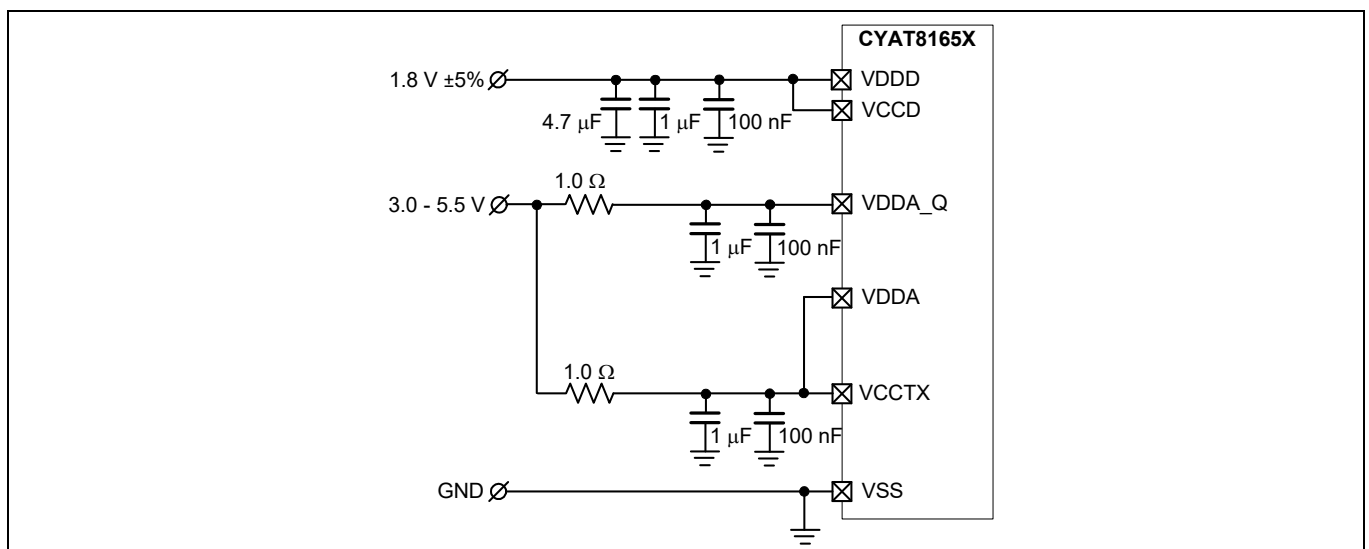 CYAT8165X
1.8 V ±5%
VDDD
VCCD
4.7 μF
1 μF
100 nF
1.0 Ω
3.0 - 5.5 V
VDDA_Q
1 μF
100 nF
VDDA
1.0 Ω
VCCTX
1 μF
100 nF
GND
VSS